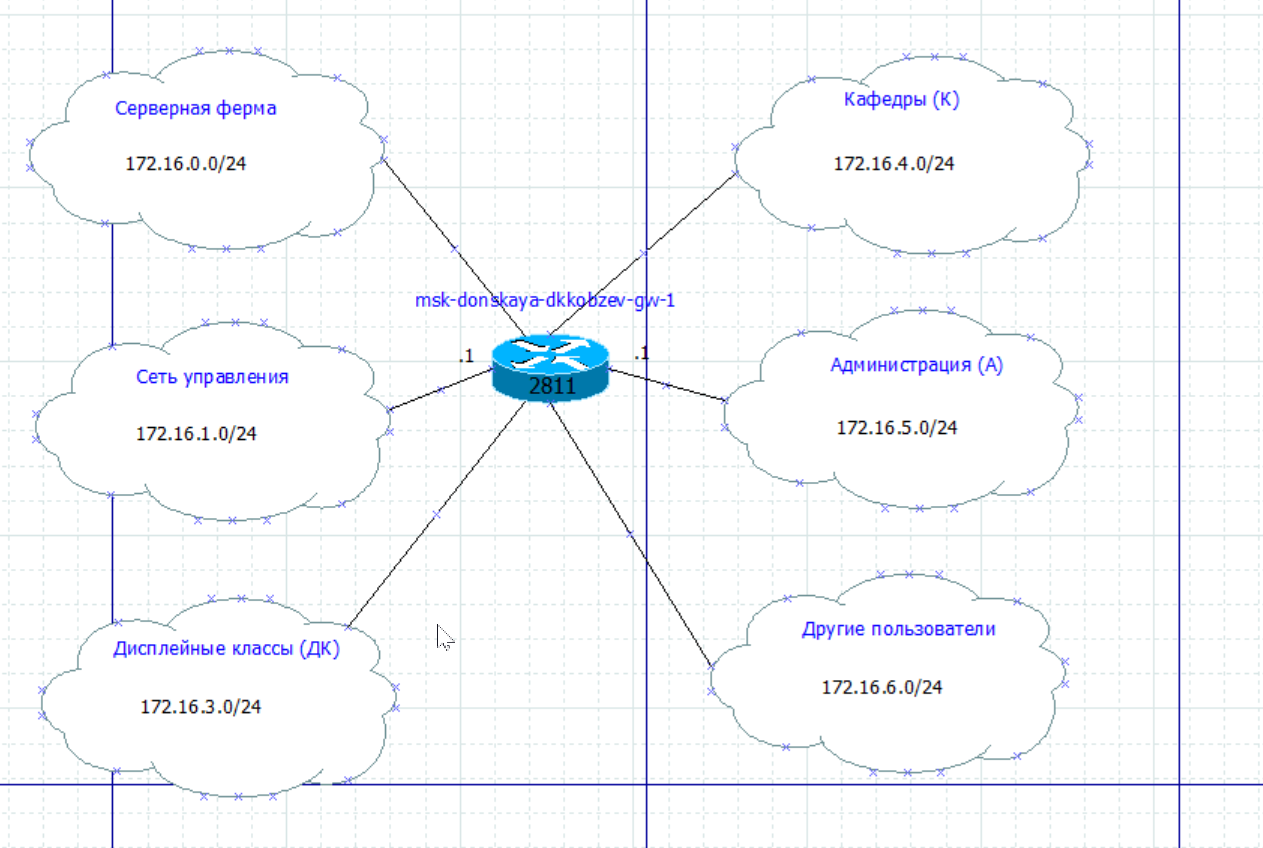 Серверная ферма
172.16.0.0/24
Кафедры (К)
172.16.4.0/24
msk-donskaya-dkkobzev-gw-1
.1
.1
2811
Сеть управления
172.16.1.0/24
Администрация (А)
172.16.5.0/24
Дисплейные классы (ДК)
172.16.3.0/24
Другие пользователи
172.16.6.0/24